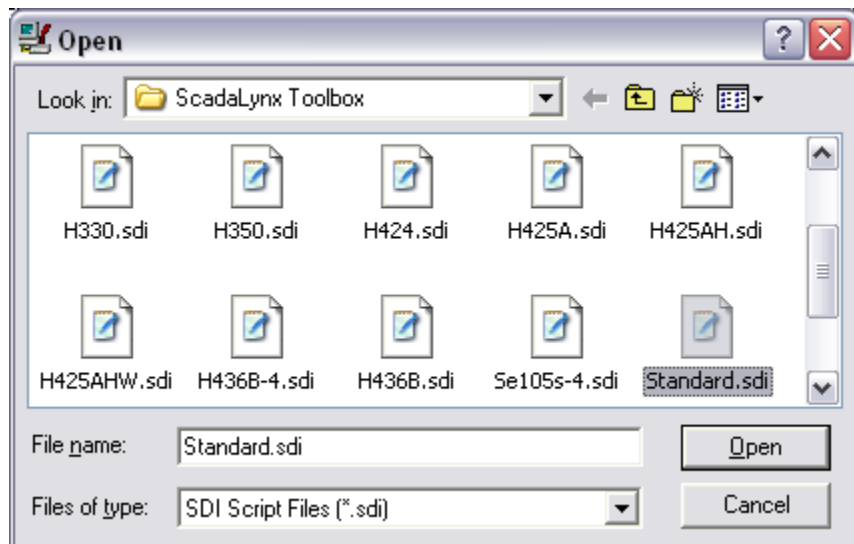 Open
Look in: ScadaLynx Toolbox
H330.sdi H350.sdi H424.sdi H425A.sdi H425AH.sdi
H425AHW.sdi H436B-4.sdi H436B.sdi Se105s-4.sdi Standard.sdi
File name: Standard.sdi Open
Files of type: SDI Script Files (*.sdi) Cancel